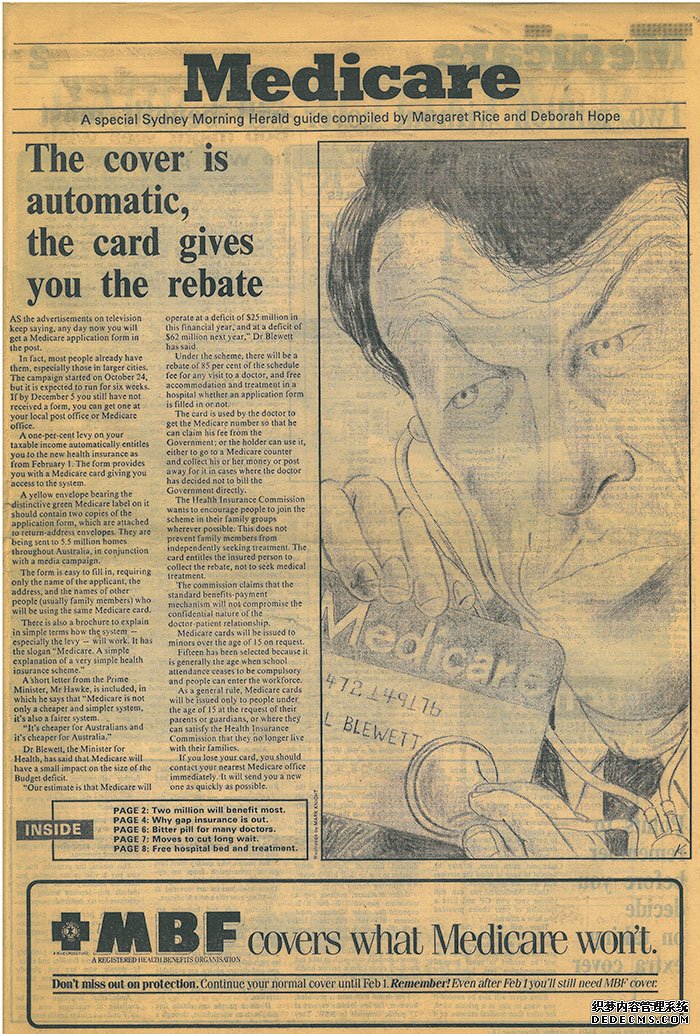 Medicare
A special Sydney Morning Herald guide compiled by Margaret Rice and Deborah Hope
The cover is
automatic,
the card gives
you the rebate
AS the advertisements on television
keep saying, any day now you will
get a Medicare application form in
the post.
In fact, most people already have
them, especially those in larger cities.
The campaign started on October 24,
but it is expected to run for six weeks.
If by December 5 you still have not
received a form, you can get one at
your local post office or Medicare
office.
A one-per-cent levy on your
taxable income automatically entitles
you to the new health insurance as
from February 1. The form provides
you with a Medicare card giving you
access to the system.
A yellow envelope bearing the
distinctive green Medicare label on it
should contain two copies of the
application form, which are attached
to return-address envelopes. They are
being sent to 5.5 million homes
throughout Australia, in conjunction
with a media campaign.
The form is easy to fill in, requiring
only the name of the applicant, the
address, and the names of other
people (usually family members) who
will be using the same Medicare card.
There is also a brochure to explain
in simple terms how the system —
especially the levy — will work. It has
the slogan "Medicare. A simple
explanation of a very simple health
insurance scheme."
A short letter from the Prime
Minister, Mr Hawke, is included, in
which he says that "Medicare is not
only a cheaper and simpler system,
it's also a fairer system.
"It's cheaper for Australians and
it's cheaper for Australia."
Dr Blewett, the Minister for
Health, has said that Medicare will
have a small impact on the size of the
Budget deficit.
"Our estimate is that Medicare will
operate at a deficit of $25 million in
this financial year, and at a deficit of
$62 million next year," Dr Blewett
has said.
Under the scheme, there will be a
rebate of 85 per cent of the schedule
fee for any visit to a doctor, and free
accommodation and treatment in a
hospital whether an application form
is filled in or not.
The card is used by the doctor to
get the Medicare number so that he
can claim his fee from the
Government; or the holder can use it,
either to go to a Medicare counter
and collect his or her money or post
away for it in cases where the doctor
has decided not to bill the
Government directly.
The Health Insurance Commission
wants to encourage people to join the
scheme in their family groups
wherever possible. This does not
prevent family members from
independently seeking treatment. The
card entitles the insured person to
collect the rebate, not to seek medical
treatment.
The commission claims that the
standard benefits-payment
mechanism will not compromise the
confidential nature of the
doctor-patient relationship.
Medicare cards will be issued to
minors over the age of 15 on request.
Fifteen has been selected because it
is generally the age when school
attendance ceases to be compulsory
and people can enter the workforce.
As a general rule, Medicare cards
will be issued only to people under
the age of 15 at the request of their
parents or guardians, or where they
can satisfy the Health Insurance
Commission that they no longer live
with their families.
If you lose your card, you should
contact your nearest Medicare office
immediately. It will send you a new
one as quickly as possible.
Medicare
L BLEWETT
K.
Illustration by MARK KNIGHT
INSIDE
PAGE 2: Two million will benefit most.
PAGE 4: Why gap insurance is out.
PAGE 6: Bitter pill for many doctors.
PAGE 7: Moves to cut long wait.
PAGE 8: Free hospital bed and treatment.
MBF covers what Medicare won't.
A REGISTERED HEALTH BENEFITS ORGANISATION
Don't miss out on protection. Continue your normal cover until Feb 1. Remember! Even after Feb 1 you'll still need MBF cover.
织梦内容管理系统
DEDECMS.COM